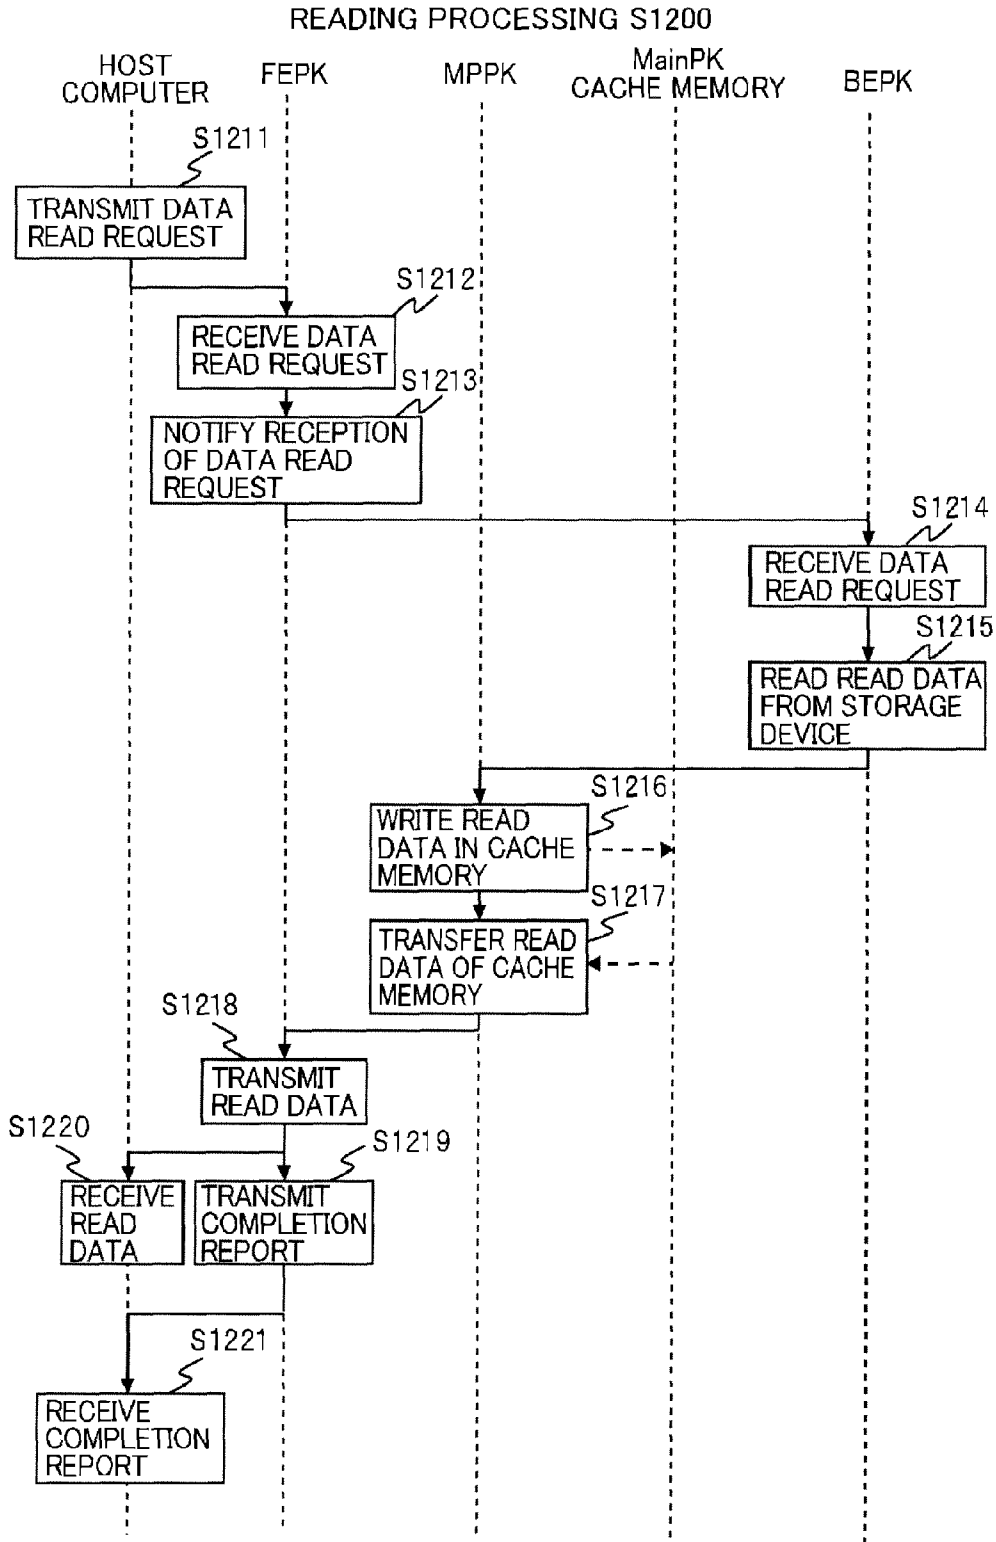 READING PROCESSING S1200
HOST
COMPUTER
FEPK
MPPK
MainPK
CACHE MEMORY
BEPK
S1211
TRANSMIT DATA
READ REQUEST
S1212
RECEIVE DATA
READ REQUEST
S1213
NOTIFY RECEPTION
OF DATA READ
REQUEST
S1214
RECEIVE DATA
READ REQUEST
S1215
READ READ DATA
FROM STORAGE
DEVICE
S1216
WRITE READ
DATA IN CACHE
MEMORY
S1217
TRANSFER READ
DATA OF CACHE
MEMORY
S1218
TRANSMIT
READ DATA
S1220
RECEIVE
READ
DATA
S1219
TRANSMIT
COMPLETION
REPORT
S1221
RECEIVE
COMPLETION
REPORT